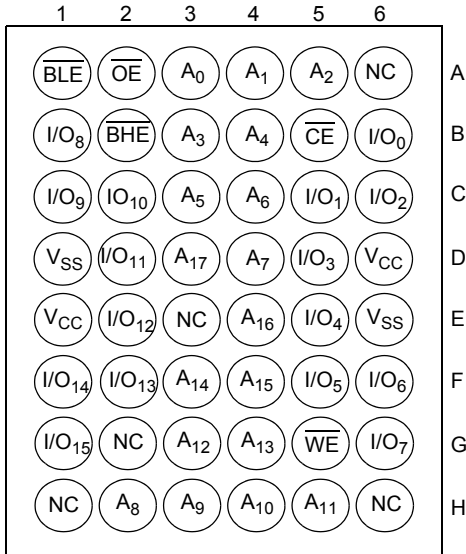 1 2 3 4 5 6
BLE OE A0 A1 A2 NC A
I/O8 BHE A3 A4 CE I/O0 B
I/O9 IO10 A5 A6 I/O1 I/O2 C
VSS I/O11 A17 A7 I/O3 VCC D
VCC I/O12 NC A16 I/O4 VSS E
I/O14 I/O13 A14 A15 I/O5 I/O6 F
I/O15 NC A12 A13 WE I/O7 G
NC A8 A9 A10 A11 NC H